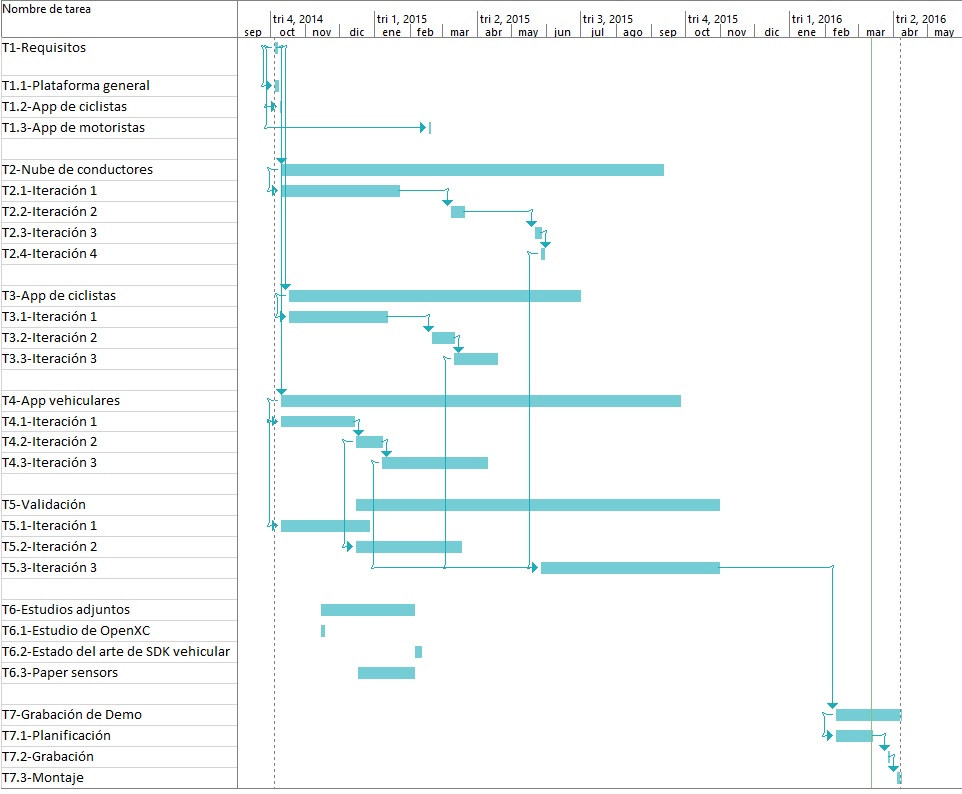 Nombre de tarea
tri 4, 2014 tri 1, 2015 tri 2, 2015 tri 3, 2015 tri 4, 2015 tri 1, 2016 tri 2, 2016
sep oct nov dic ene feb mar abr may jun jul ago sep oct nov dic ene feb mar abr may
T1-Requisitos
T1.1-Plataforma general
T1.2-App de ciclistas
T1.3-App de motoristas
T2-Nube de conductores
T2.1-Iteración 1
T2.2-Iteración 2
T2.3-Iteración 3
T2.4-Iteración 4
T3-App de ciclistas
T3.1-Iteración 1
T3.2-Iteración 2
T3.3-Iteración 3
T4-App vehiculares
T4.1-Iteración 1
T4.2-Iteración 2
T4.3-Iteración 3
T5-Validación
T5.1-Iteración 1
T5.2-Iteración 2
T5.3-Iteración 3
T6-Estudios adjuntos
T6.1-Estudio de OpenXC
T6.2-Estado del arte de SDK vehicular
T6.3-Paper sensors
T7-Grabación de Demo
T7.1-Planificación
T7.2-Grabación
T7.3-Montaje